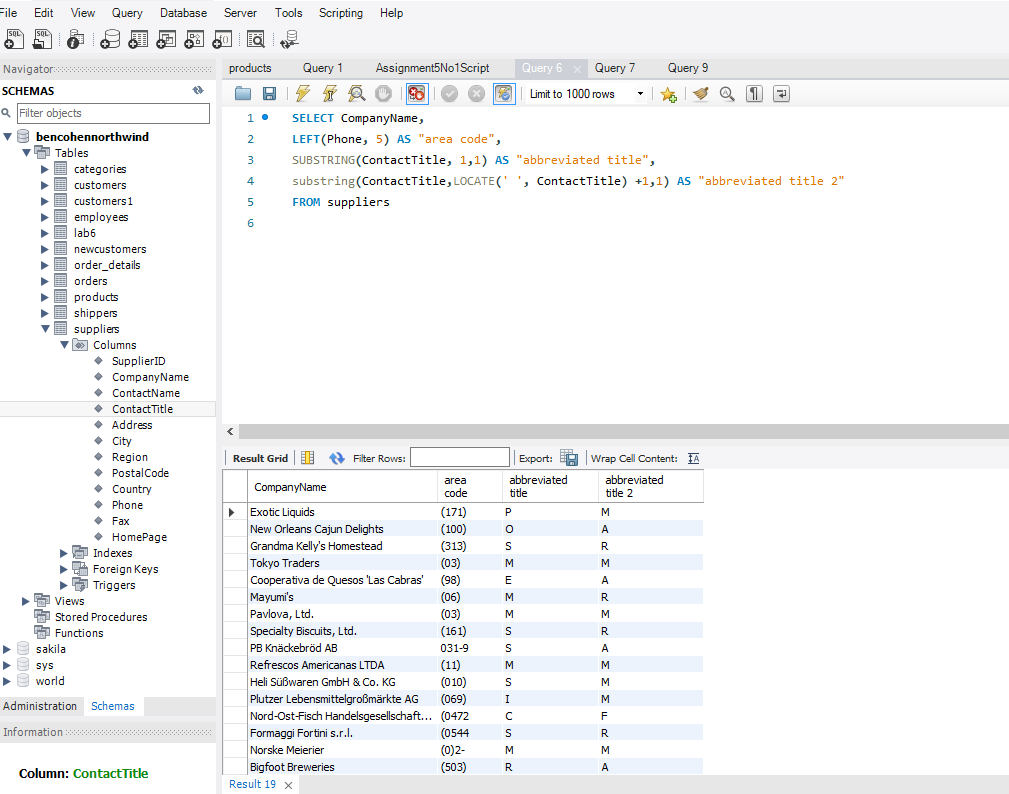 File Edit View Query Database Server Tools Scripting Help
SQL SQL
Navigator
SCHEMAS
Filter objects
bencohennorthwind
Tables
categories
customers
customers1
employees
lab6
newcustomers
order_details
orders
products
shippers
suppliers
Columns
SupplierID
CompanyName
ContactName
ContactTitle
Address
City
Region
PostalCode
Country
Phone
Fax
HomePage
Indexes
Foreign Keys
Triggers
Views
Stored Procedures
Functions
sakila
sys
world
Administration Schemas
Information
Column: ContactTitle
products Query 1 Assignment5No1Script Query 6 Query 7 Query 9
Limit to 1000 rows
1 SELECT CompanyName,
2 LEFT(Phone, 5) AS "area code",
3 SUBSTRING(ContactTitle, 1,1) AS "abbreviated title",
4 substring(ContactTitle,LOCATE(' ', ContactTitle) +1,1) AS "abbreviated title 2"
5 FROM suppliers
6
Result Grid Filter Rows: Export: Wrap Cell Content:
CompanyName area code abbreviated title abbreviated title 2
Exotic Liquids (171) P M
New Orleans Cajun Delights (100) O A
Grandma Kelly's Homestead (313) S R
Tokyo Traders (03) M M
Cooperativa de Quesos 'Las Cabras' (98) E A
Mayumi's (06) M R
Pavlova, Ltd. (03) M M
Specialty Biscuits, Ltd. (161) S R
PB Knäckebröd AB 031-9 S A
Refrescos Americanas LTDA (11) M M
Heli Süßwaren GmbH & Co. KG (010) S M
Plutzer Lebensmittelgroßmärkte AG (069) I M
Nord-Ost-Fisch Handelsgesellschaft... (0472 C F
Formaggi Fortini s.r.l. (0544 S R
Norske Meierier (0)2- M M
Bigfoot Breweries (503) R A
Result 19